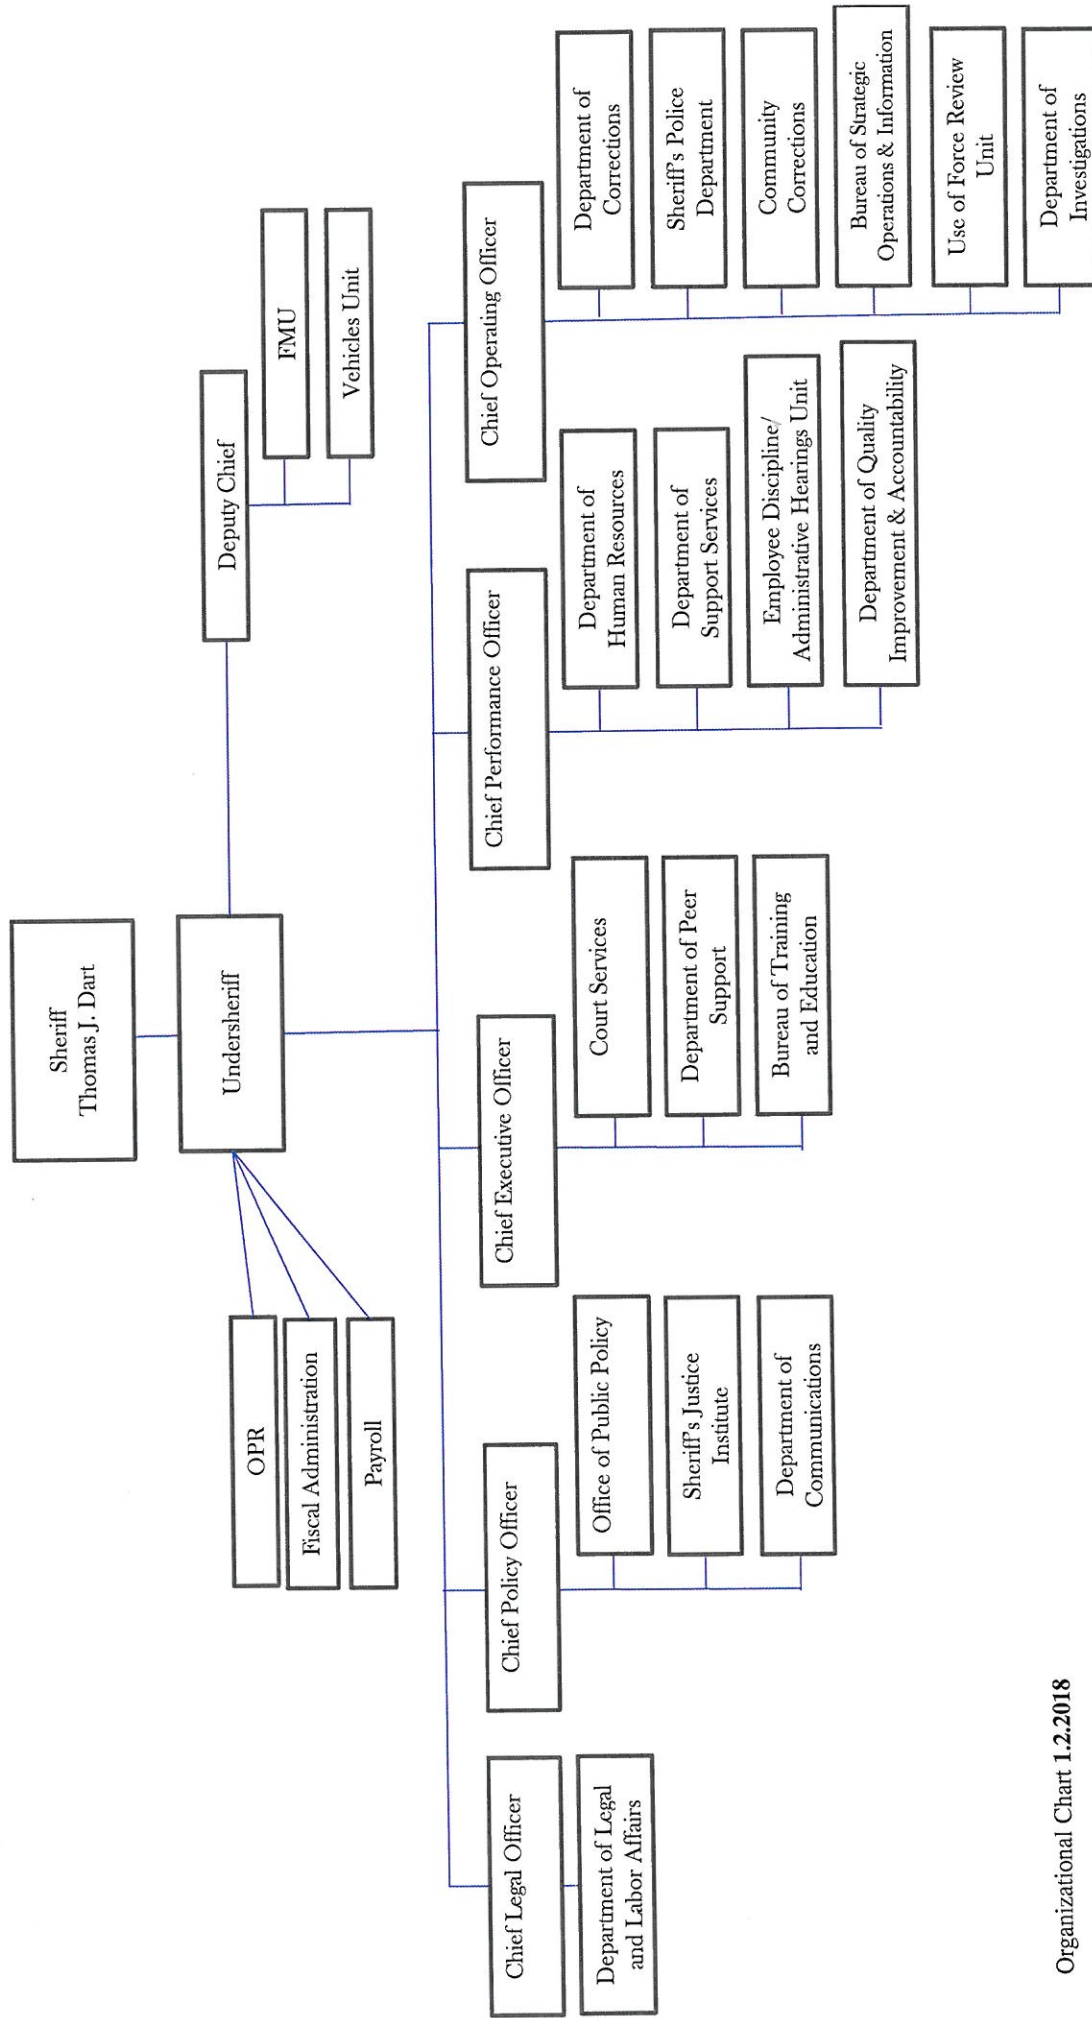 Sheriff
Thomas J. Dart
Undersheriff
OPR
Fiscal Administration
Payroll
Deputy Chief
FMU
Vehicles Unit
Chief Legal Officer
Department of Legal
and Labor Affairs
Chief Policy Officer
Office of Public Policy
Sheriff's Justice
Institute
Department of
Communications
Chief Executive Officer
Court Services
Department of Peer
Support
Bureau of Training
and Education
Chief Performance Officer
Department of
Human Resources
Department of
Support Services
Employee Discipline/
Administrative Hearings Unit
Department of Quality
Improvement & Accountability
Chief Operating Officer
Department of
Corrections
Sheriff's Police
Department
Community
Corrections
Bureau of Strategic
Operations & Information
Use of Force Review
Unit
Department of
Investigations
Organizational Chart 1.2.2018